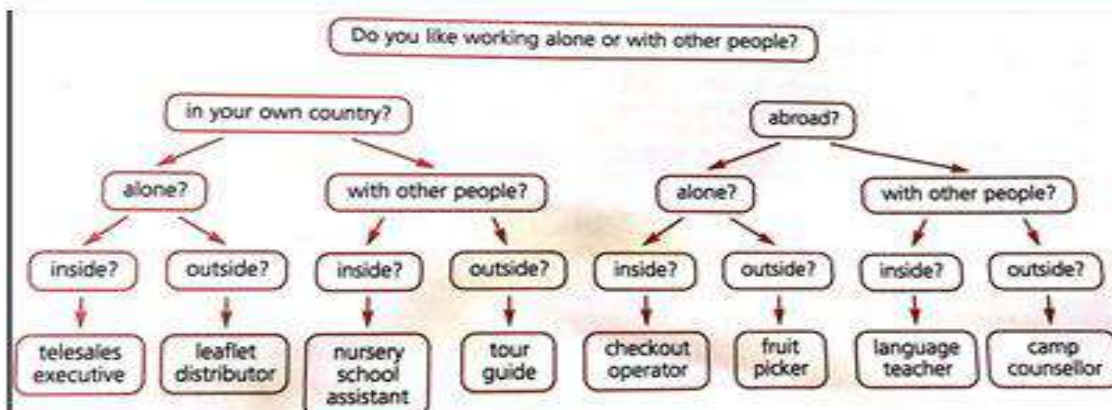 Do you like working alone or with other people?
in your own country?
abroad?
alone?
with other people?
alone?
with other people?
inside?
outside?
inside?
outside?
inside?
outside?
inside?
outside?
telesales
executive
leaflet
distributor
nursery
school
assistant
tour
guide
checkout
operator
fruit
picker
language
teacher
camp
counsellor